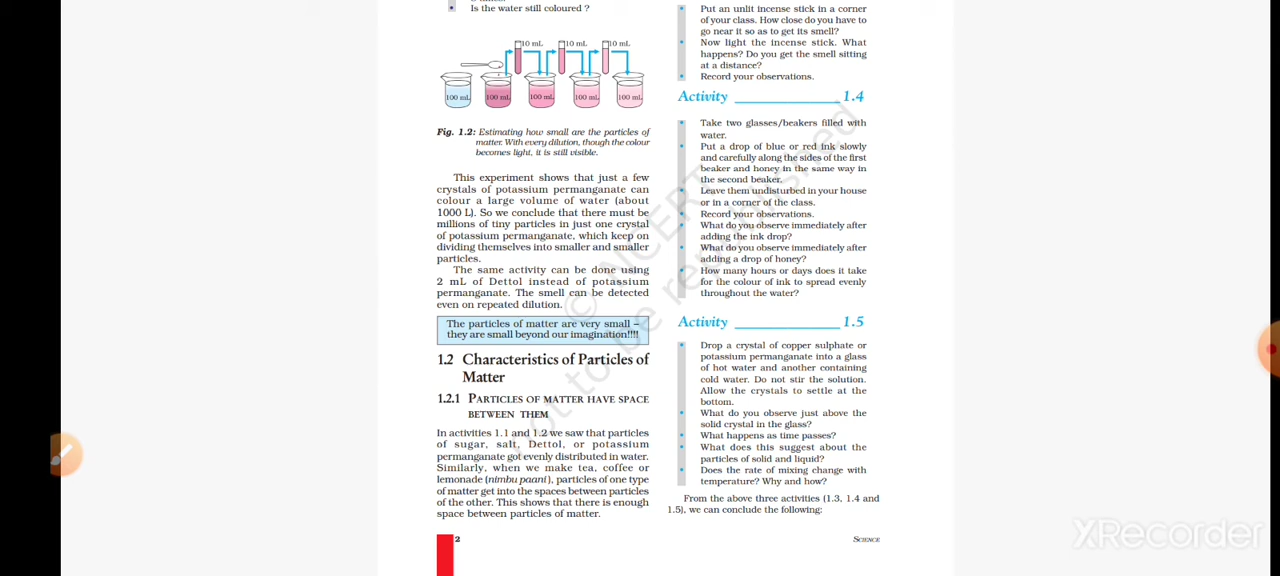 Is the water still coloured ?
10 mL 10 mL 10 mL
100 mL 100 mL 100 mL 100 mL 100 mL
Fig. 1.2: Estimating how small are the particles of
matter. With every dilution, though the colour
becomes light, it is still visible.
This experiment shows that just a few
crystals of potassium permanganate can
colour a large volume of water (about
1000 L). So we conclude that there must be
millions of tiny particles in just one crystal
of potassium permanganate, which keep on
dividing themselves into smaller and smaller
particles.
The same activity can be done using
2 mL of Dettol instead of potassium
permanganate. The smell can be detected
even on repeated dilution.
The particles of matter are very small –
they are small beyond our imagination!!!!
1.2 Characteristics of Particles of
Matter
1.2.1 PARTICLES OF MATTER HAVE SPACE
BETWEEN THEM
In activities 1.1 and 1.2 we saw that particles
of sugar, salt, Dettol, or potassium
permanganate got evenly distributed in water.
Similarly, when we make tea, coffee or
lemonade (nimbu paani), particles of one type
of matter get into the spaces between particles
of the other. This shows that there is enough
space between particles of matter.
2
Put an unlit incense stick in a corner
of your class. How close do you have to
go near it so as to get its smell?
Now light the incense stick. What
happens? Do you get the smell sitting
at a distance?
Record your observations.
Activity ______________ 1.4
Take two glasses/beakers filled with
water.
Put a drop of blue or red ink slowly
and carefully along the sides of the first
beaker and honey in the same way in
the second beaker.
Leave them undisturbed in your house
or in a corner of the class.
Record your observations.
What do you observe immediately after
adding the ink drop?
What do you observe immediately after
adding a drop of honey?
How many hours or days does it take
for the colour of ink to spread evenly
throughout the water?
Activity ______________ 1.5
Drop a crystal of copper sulphate or
potassium permanganate into a glass
of hot water and another containing
cold water. Do not stir the solution.
Allow the crystals to settle at the
bottom.
What do you observe just above the
solid crystal in the glass?
What happens as time passes?
What does this suggest about the
particles of solid and liquid?
Does the rate of mixing change with
temperature? Why and how?
From the above three activities (1.3, 1.4 and
1.5), we can conclude the following:
SCIENCE
© NCERT
not to be republished
XRecorder